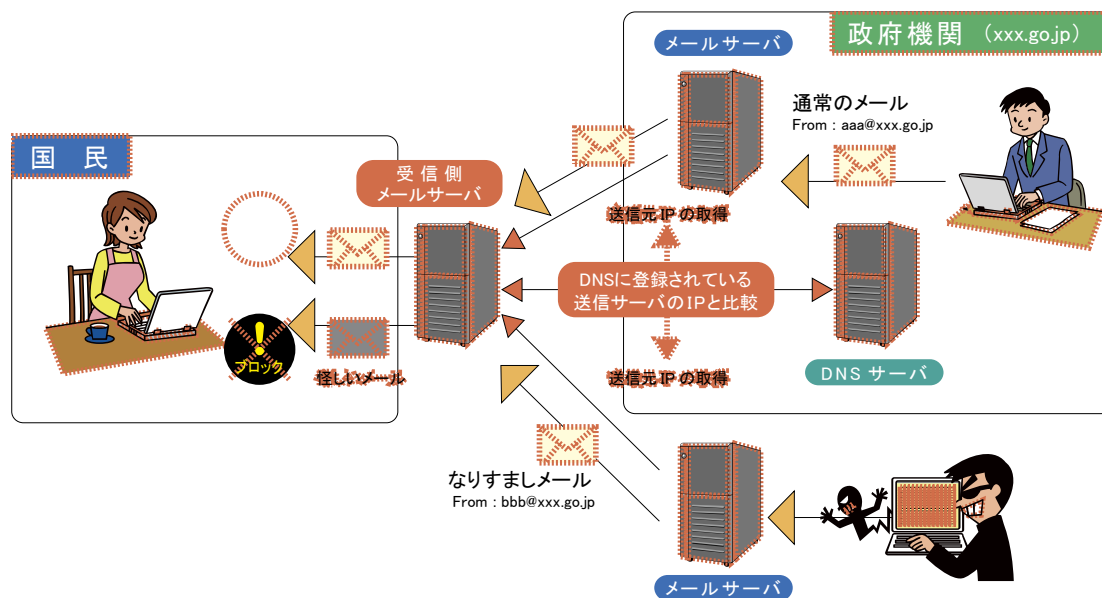 メールサーバ
政府機関 (xxx.go.jp)
通常のメール
From : aaa@xxx.go.jp
国 民
受信側
メールサーバ
送信元IPの取得
DNSに登録されている
送信サーバのIPと比較
ブロック
怪しいメール
送信元IPの取得
DNS サーバ
なりすましメール
From : bbb@xxx.go.jp
メールサーバ